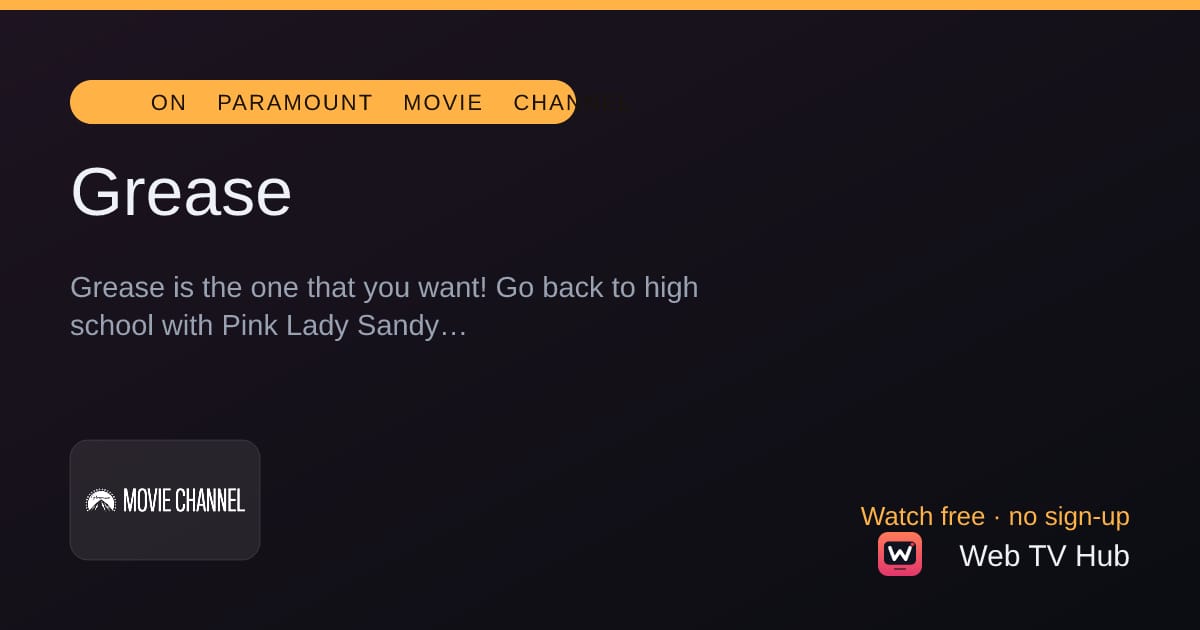 ON PARAMOUNT MOVIE CHANNEL
Grease
Grease is the one that you want! Go back to high
school with Pink Lady Sandy…
MOVIE CHANNEL
Watch free · no sign-up
W
Web TV Hub